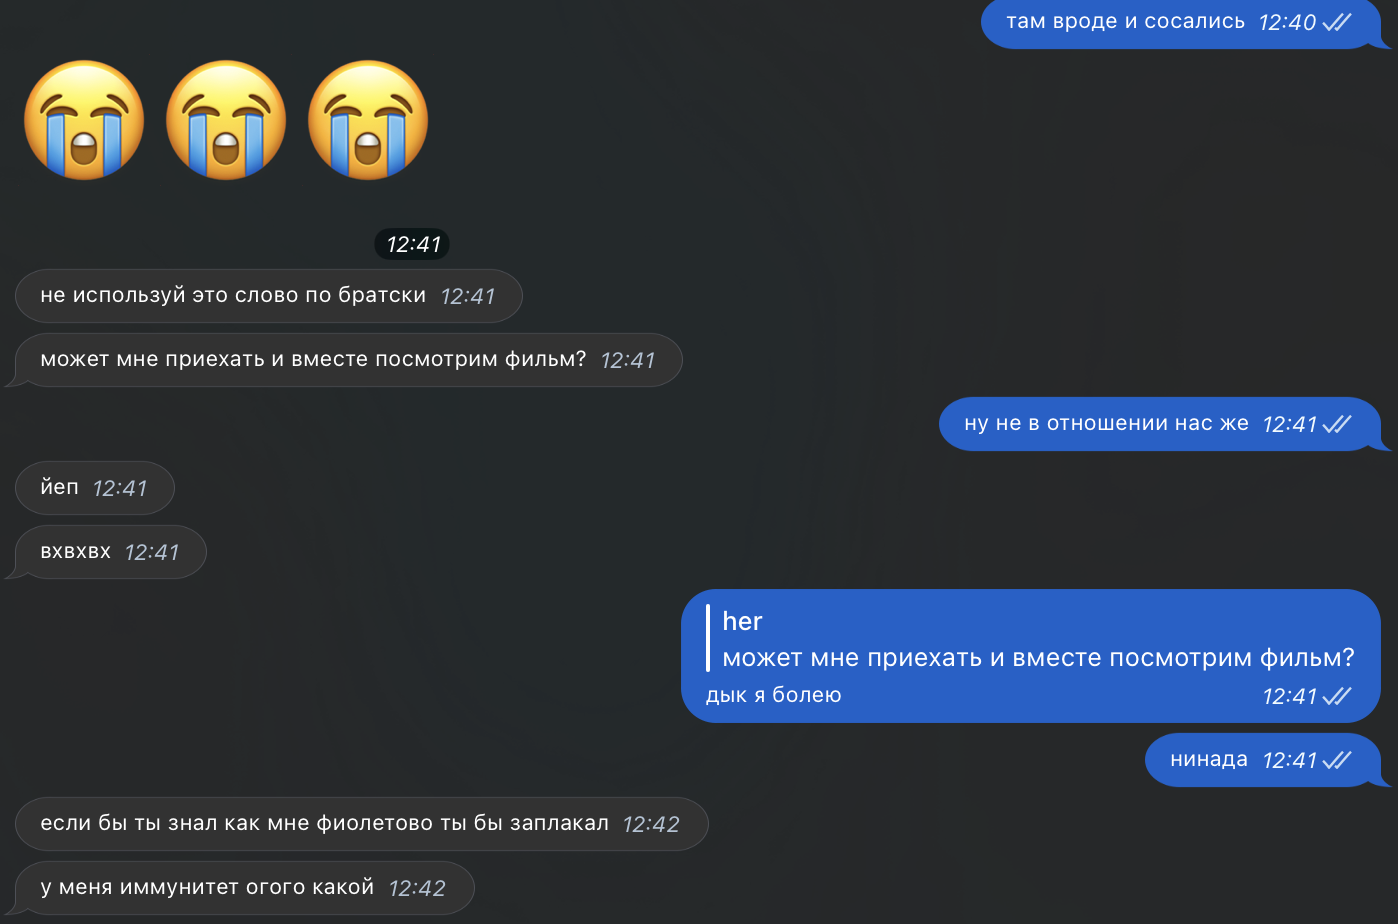 там вроде и сосались 12:40
😭😭😭
12:41
не используй это слово по братски 12:41
может мне приехать и вместе посмотрим фильм? 12:41
ну не в отношении нас же 12:41
йеп 12:41
вхвхвх 12:41
her
может мне приехать и вместе посмотрим фильм?
дык я болею 12:41
нинада 12:41
если бы ты знал как мне фиолетово ты бы заплакал 12:42
у меня иммунитет огого какой 12:42